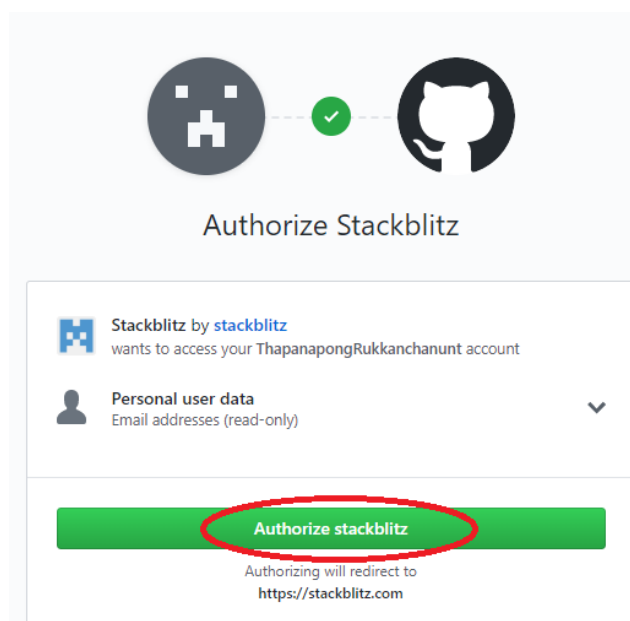 Authorize Stackblitz
Stackblitz by stackblitz
wants to access your ThapanapongRukkanchanunt account
Personal user data
Email addresses (read-only)
Authorize stackblitz
Authorizing will redirect to
https://stackblitz.com